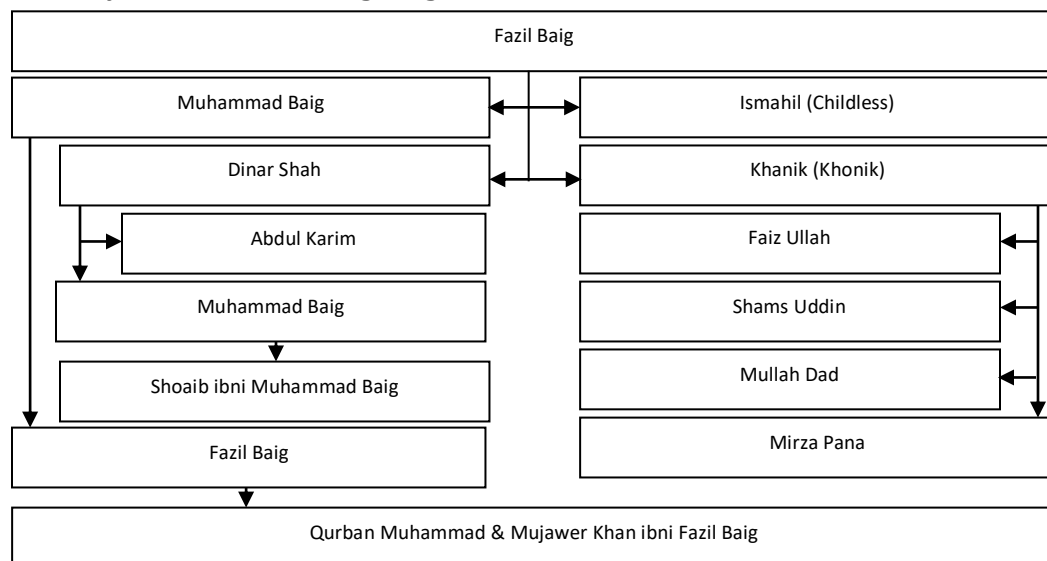 Fazil Baig
Muhammad Baig
Ismahil (Childless)
Dinar Shah
Khanik (Khonik)
Abdul Karim
Faiz Ullah
Muhammad Baig
Shams Uddin
Shoaib ibni Muhammad Baig
Mullah Dad
Fazil Baig
Mirza Pana
Qurban Muhammad & Mujawer Khan ibni Fazil Baig